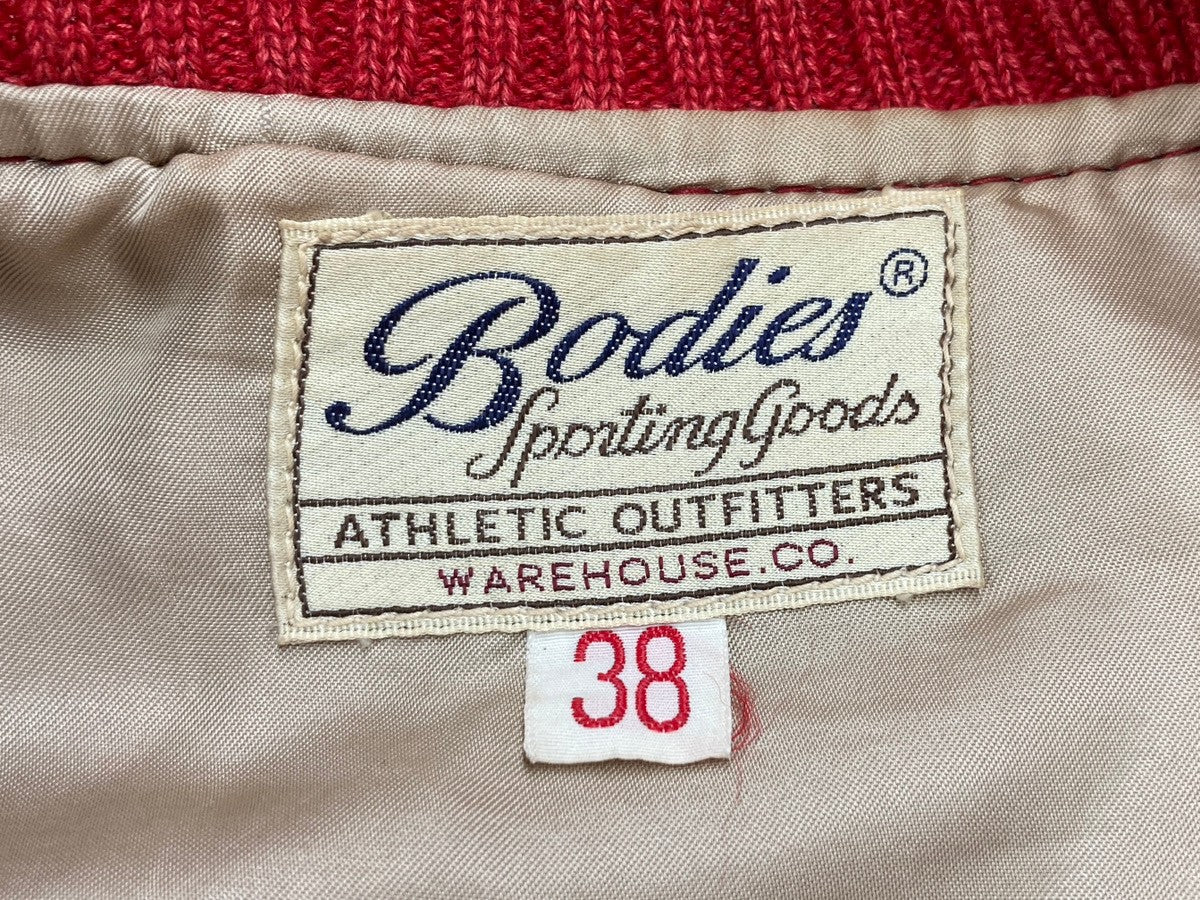 Bodies®
Sporting Goods
ATHLETIC OUTFITTERS
WAREHOUSE.CO.
38